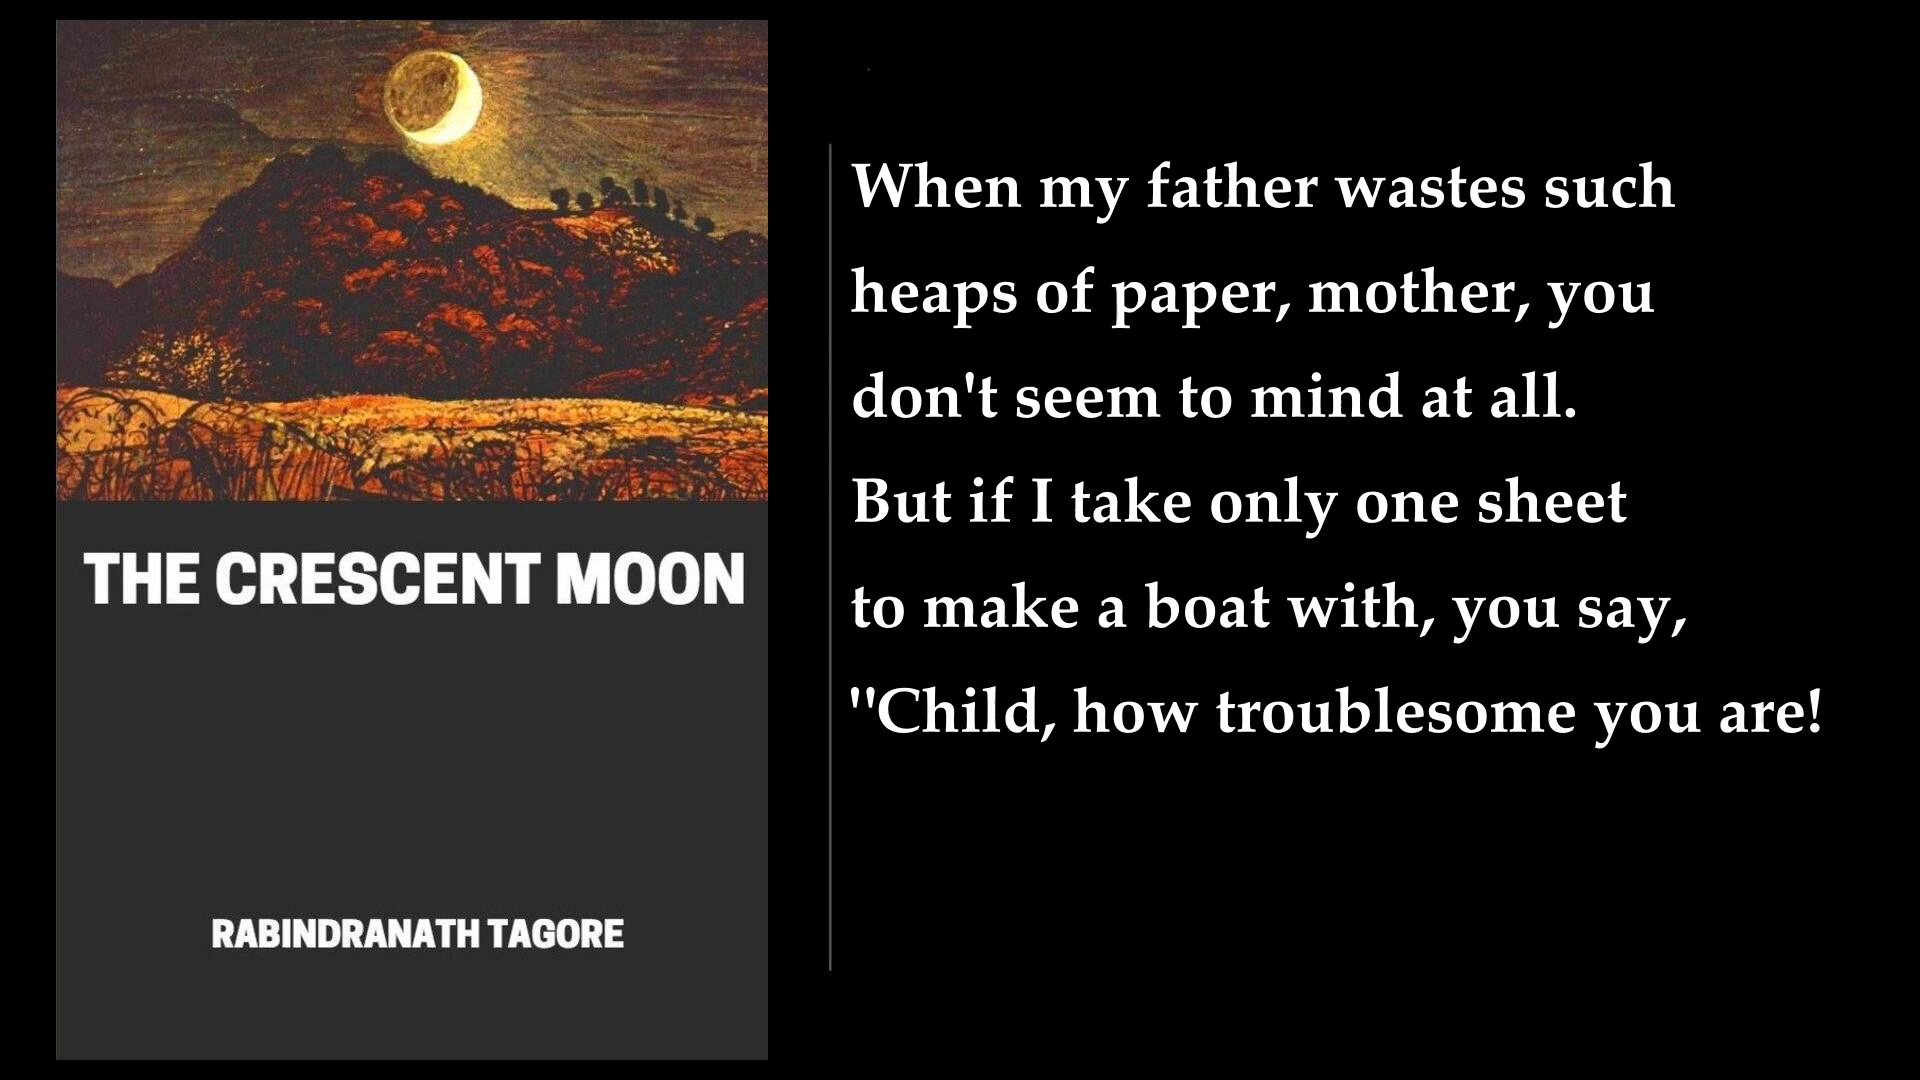 THE CRESCENT MOON
RABINDRANATH TAGORE
When my father wastes such
heaps of paper, mother, you
don't seem to mind at all.
But if I take only one sheet
to make a boat with, you say,
"Child, how troublesome you are!